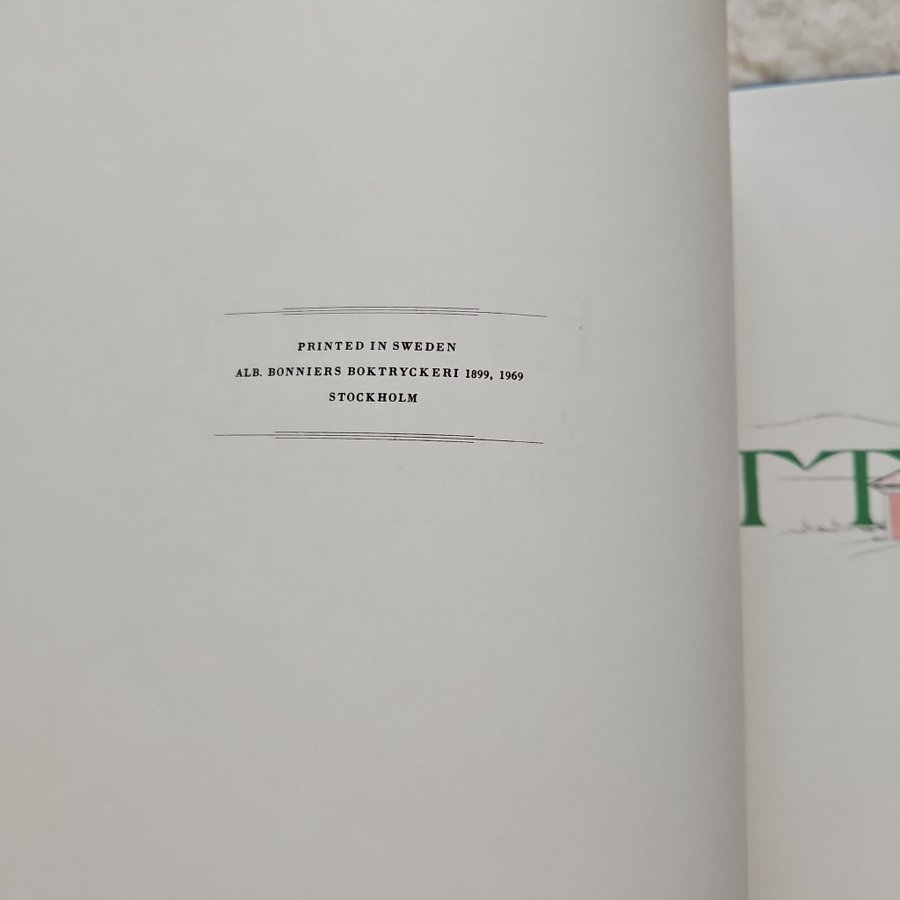 PRINTED IN SWEDEN
ALB. BONNIERS BOKTRYCKERI 1899, 1969
STOCKHOLM